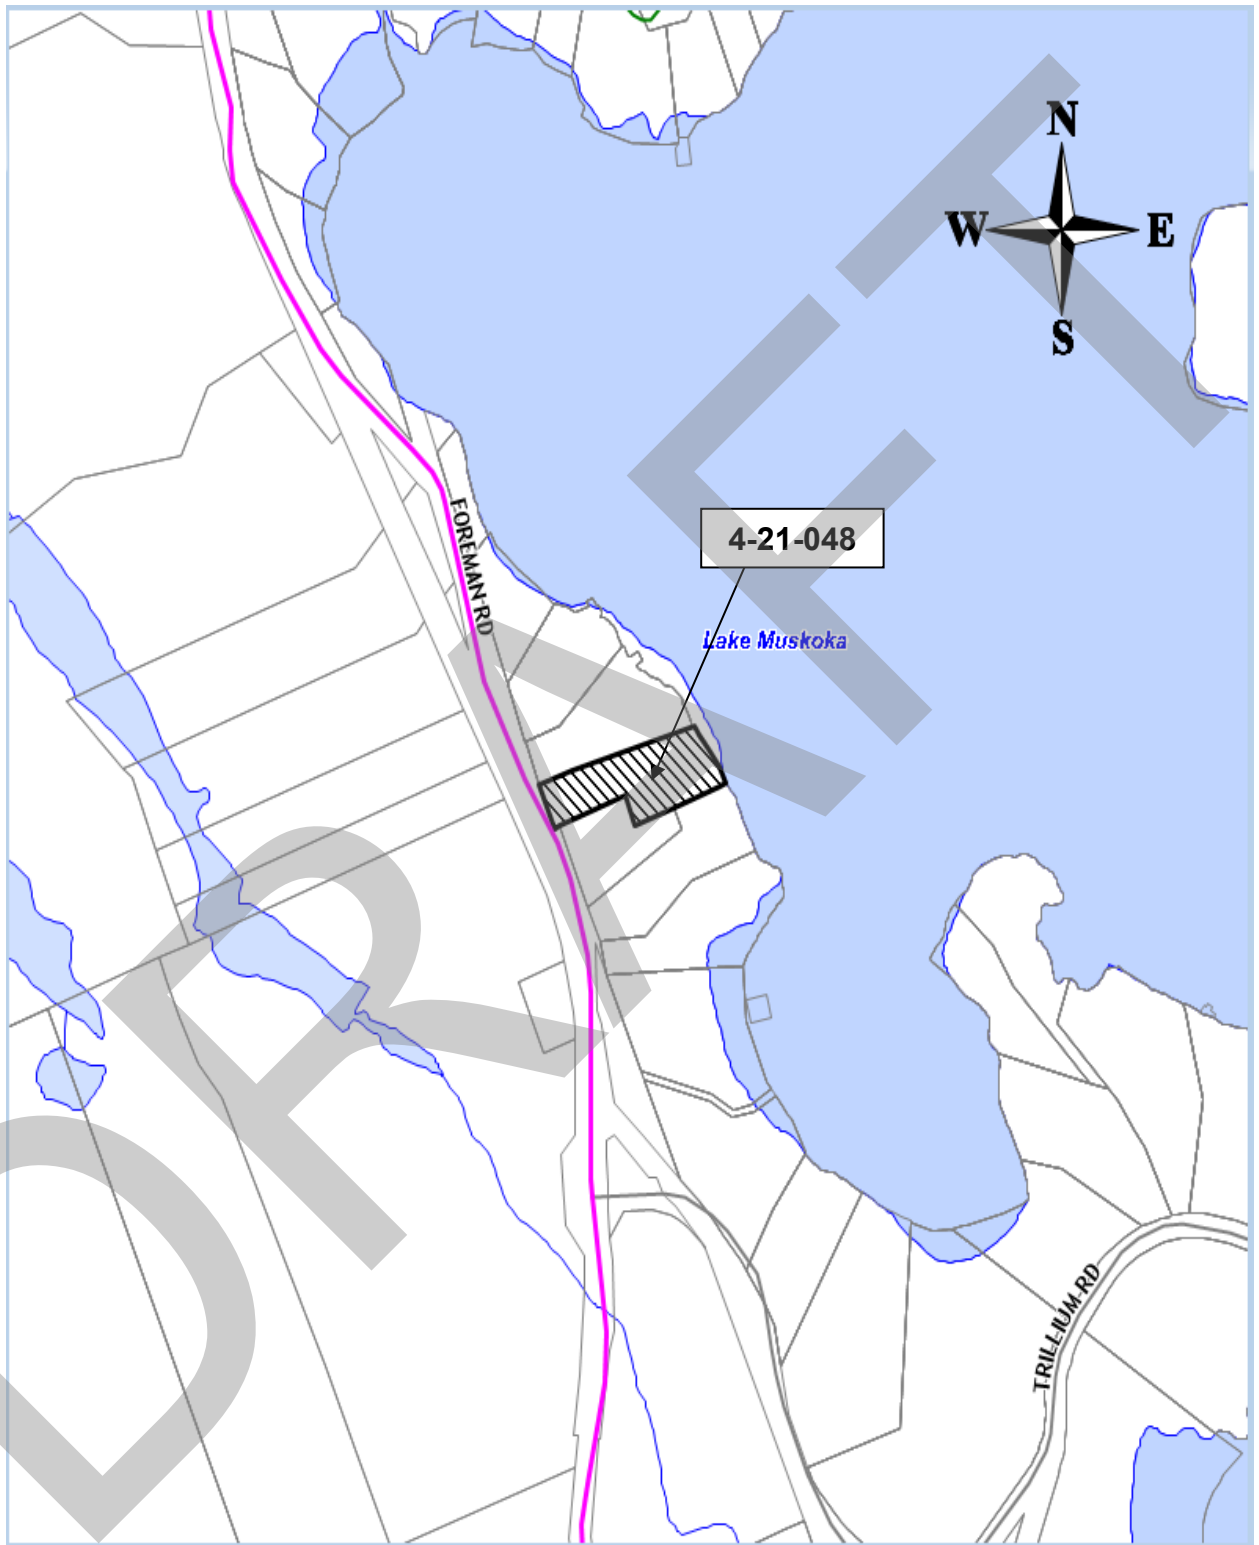 N
W E
S
FOREMAN RD
4-21-048
Lake Muskoka
TRILLIUM RD
DRAFT